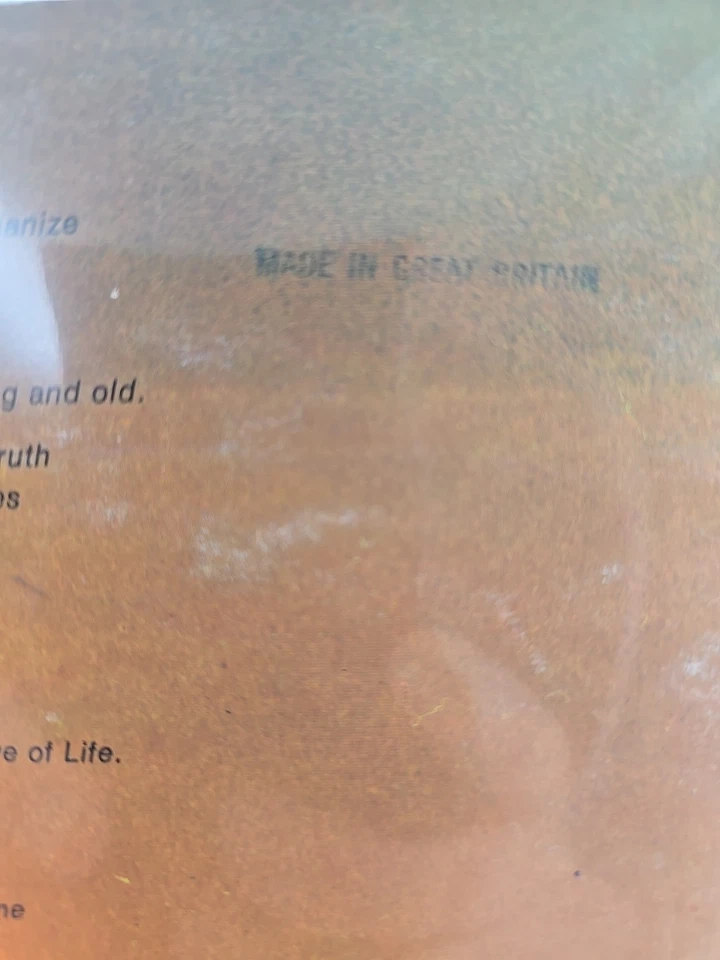 anize
MADE IN GREAT BRITAIN
g and old.
ruth
es
e of Life.
ne